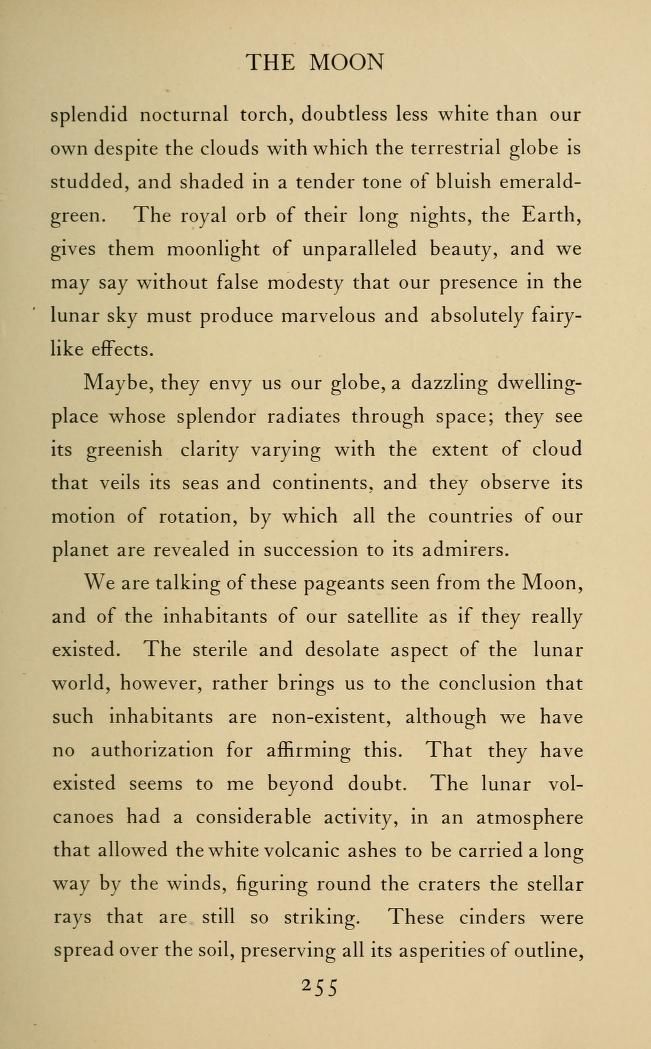 THE MOON
splendid nocturnal torch, doubtless less white than our
own despite the clouds with which the terrestrial globe is
studded, and shaded in a tender tone of bluish emerald-
green. The royal orb of their long nights, the Earth,
gives them moonlight of unparalleled beauty, and we
may say without false modesty that our presence in the
lunar sky must produce marvelous and absolutely fairy-
like effects.
Maybe, they envy us our globe, a dazzling dwelling-
place whose splendor radiates through space; they see
its greenish clarity varying with the extent of cloud
that veils its seas and continents, and they observe its
motion of rotation, by which all the countries of our
planet are revealed in succession to its admirers.
We are talking of these pageants seen from the Moon,
and of the inhabitants of our satellite as if they really
existed. The sterile and desolate aspect of the lunar
world, however, rather brings us to the conclusion that
such inhabitants are non-existent, although we have
no authorization for affirming this. That they have
existed seems to me beyond doubt. The lunar vol-
canoes had a considerable activity, in an atmosphere
that allowed the white volcanic ashes to be carried a long
way by the winds, figuring round the craters the stellar
rays that are still so striking. These cinders were
spread over the soil, preserving all its asperities of outline,
255